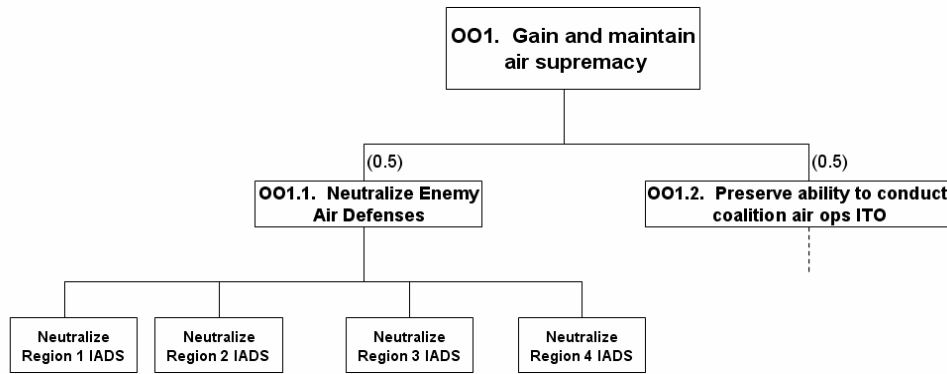 OO1. Gain and maintain
air supremacy
(0.5)
(0.5)
OO1.1. Neutralize Enemy
Air Defenses
OO1.2. Preserve ability to conduct
coalition air ops ITO
Neutralize
Region 1 IADS
Neutralize
Region 2 IADS
Neutralize
Region 3 IADS
Neutralize
Region 4 IADS